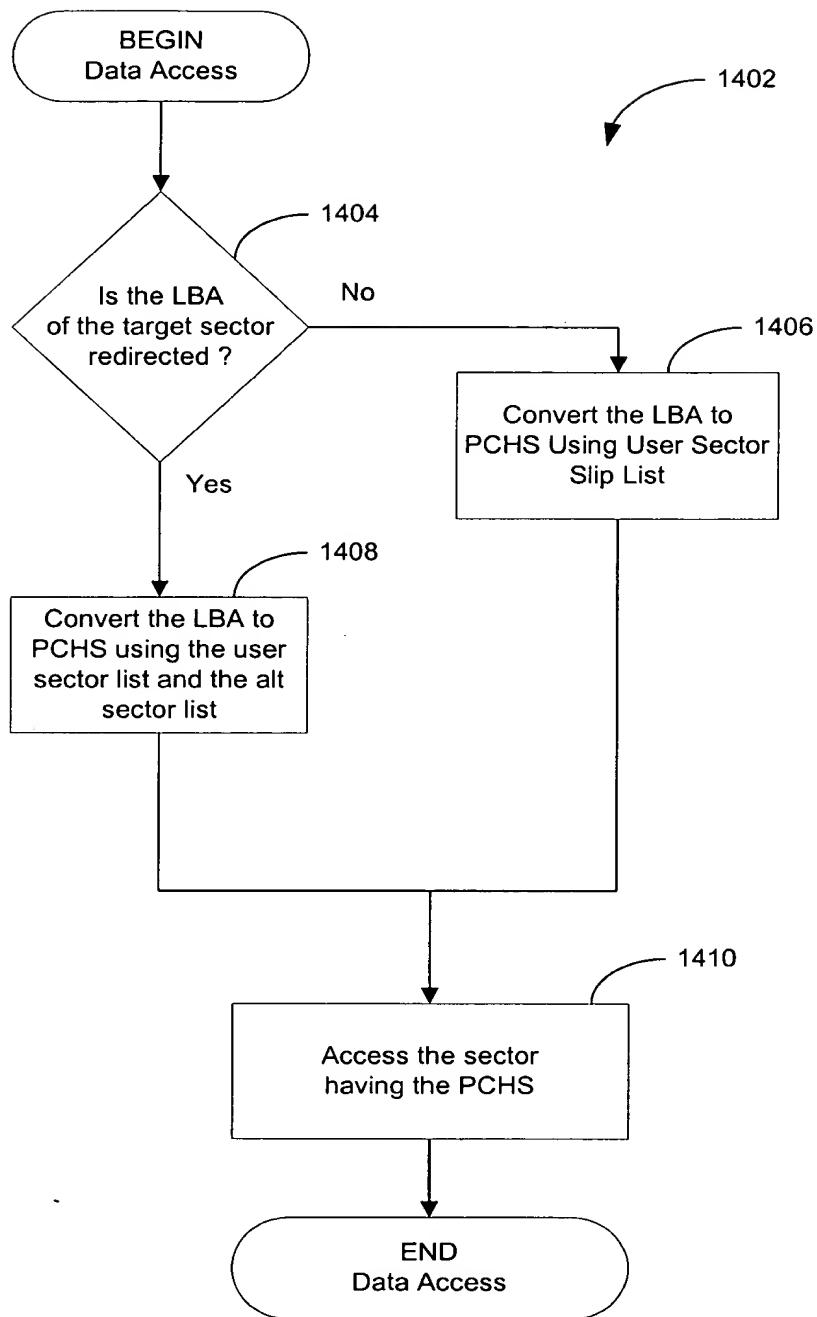 BEGIN
Data Access
1402
1404
Is the LBA
of the target sector
redirected ?
No
1406
Convert the LBA to
PCHS Using User Sector
Slip List
Yes
1408
Convert the LBA to
PCHS using the user
sector list and the alt
sector list
1410
Access the sector
having the PCHS
END
Data Access